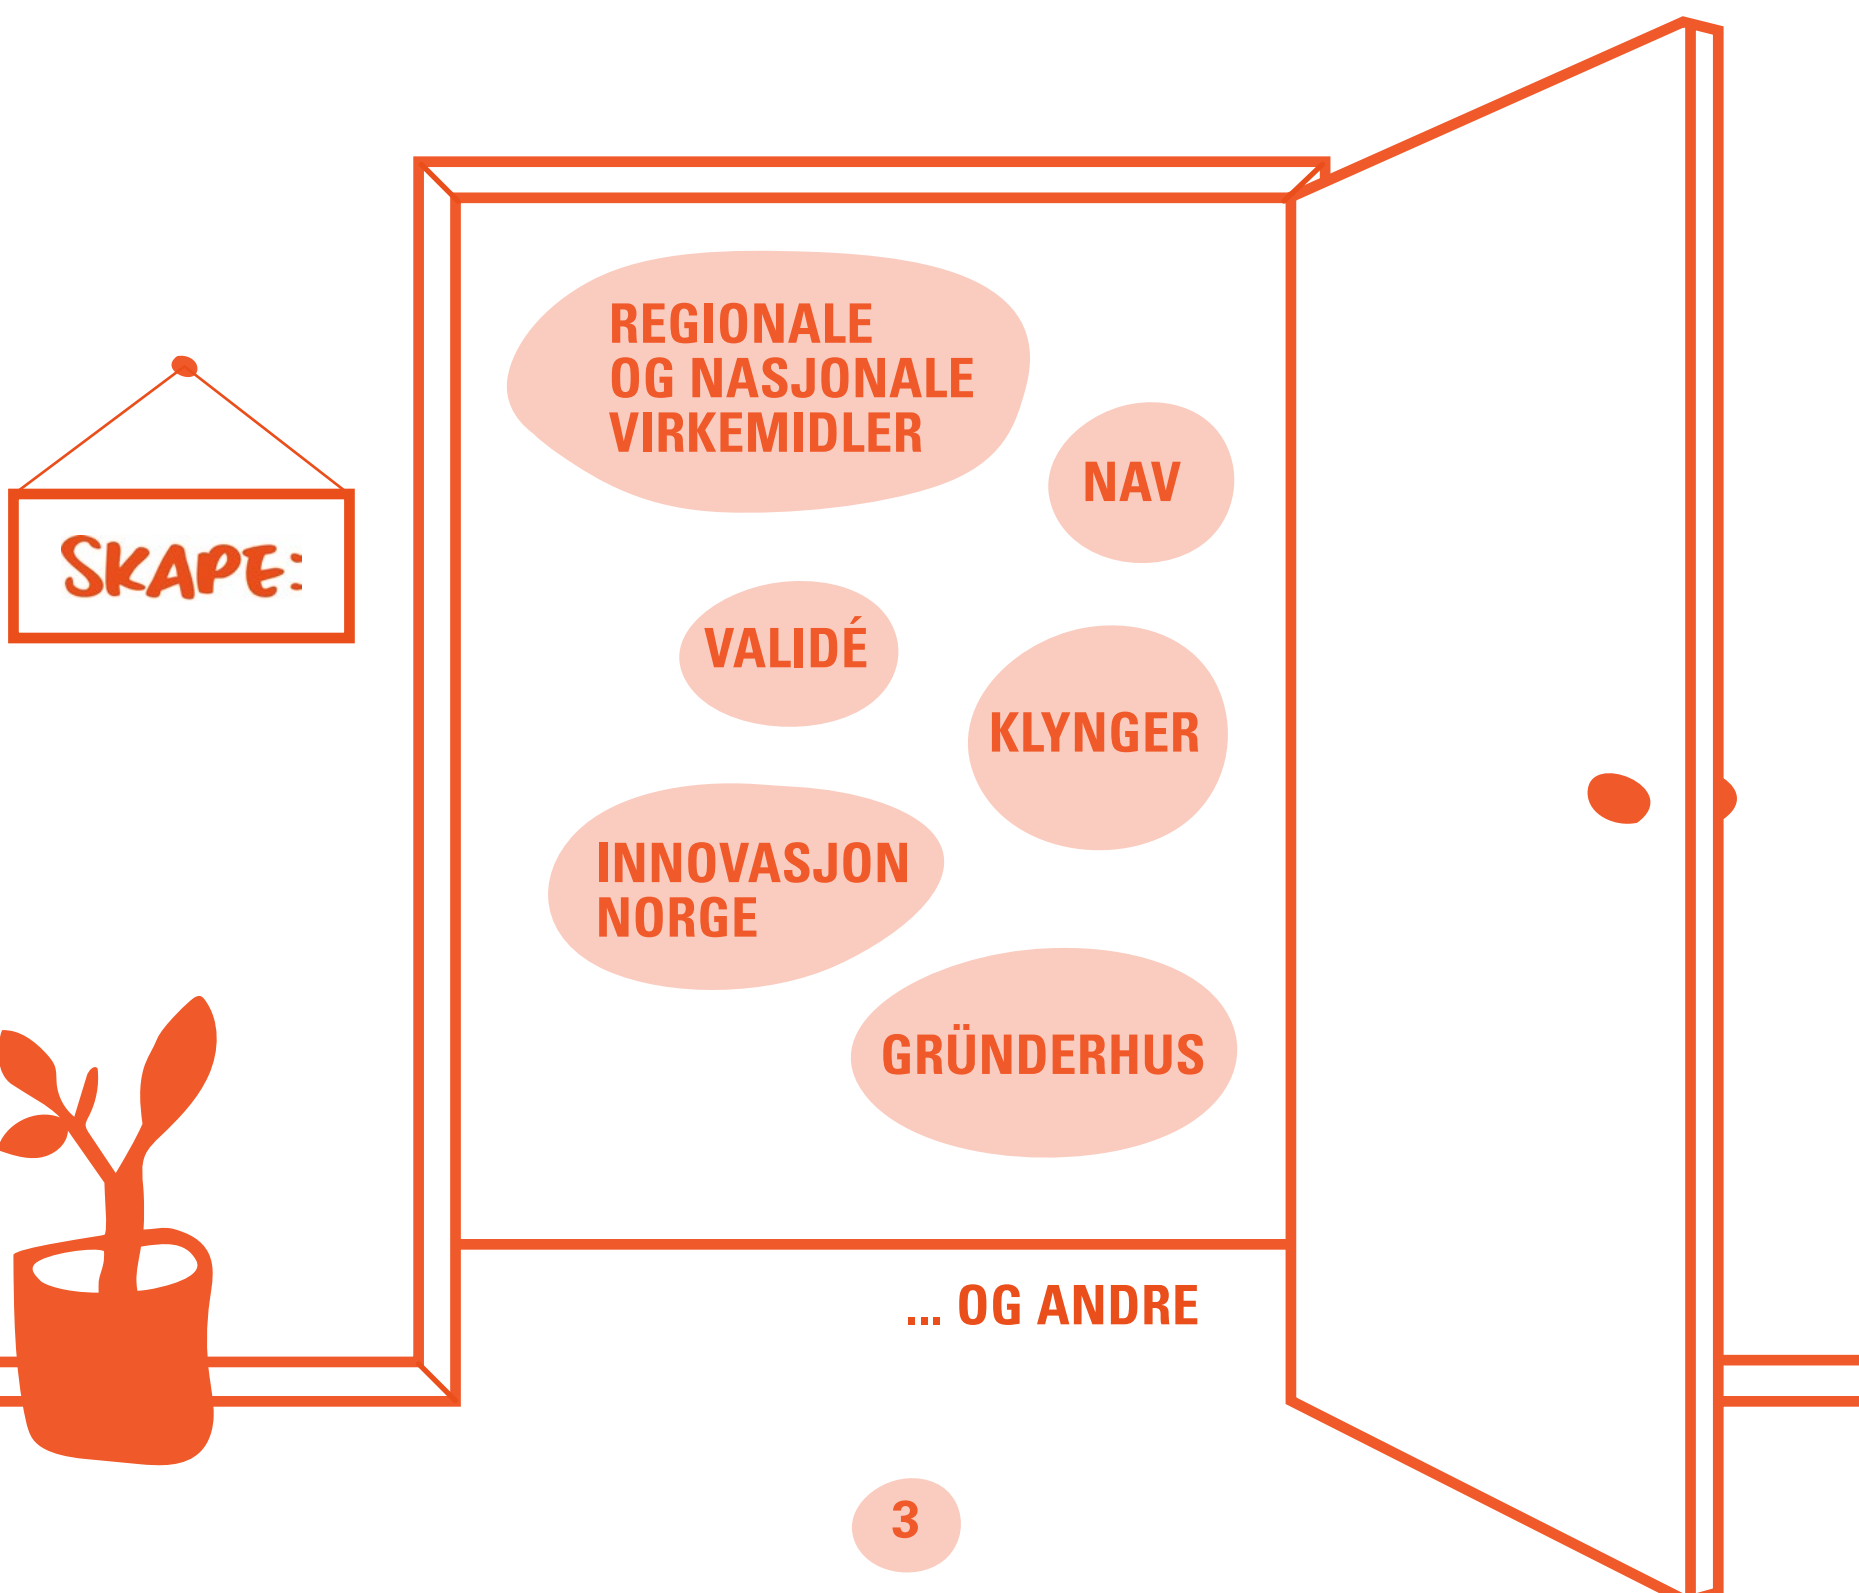 REGIONALE
OG NASJONALE
VIRKEMIDLER
NAV
SKAPE:
VALIDÉ
KLYNGER
INNOVASJON
NORGE
GRÜNDERHUS
... OG ANDRE
3